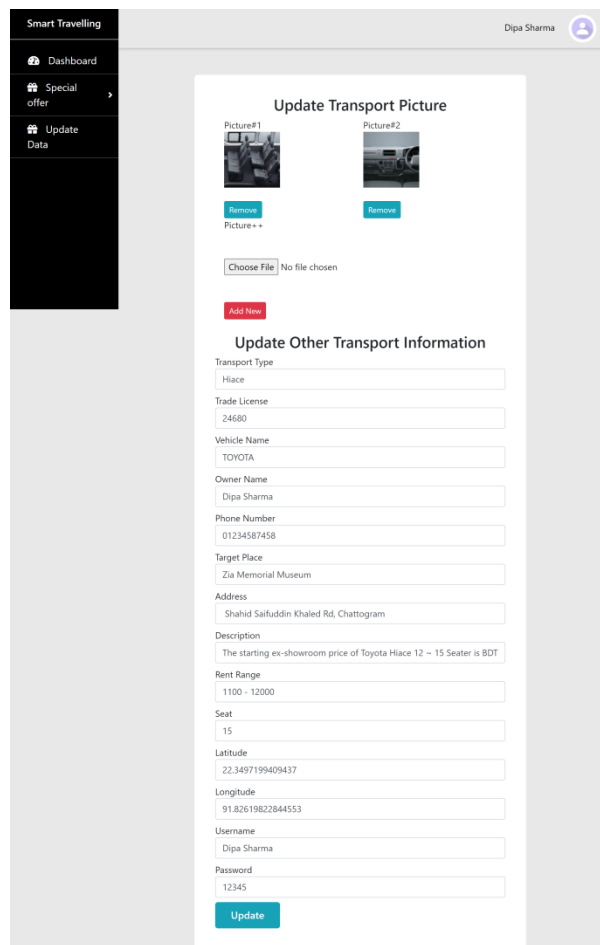 Smart Travelling
Dipa Sharma
Dashboard
Special
offer
Update
Data
Update Transport Picture
Picture#1
Picture#2
Remove
Remove
Picture++
Choose File No file chosen
Add New
Update Other Transport Information
Transport Type
Hiace
Trade License
24680
Vehicle Name
TOYOTA
Owner Name
Dipa Sharma
Phone Number
01234587458
Target Place
Zia Memorial Museum
Address
Shahid Saifuddin Khaled Rd, Chattogram
Description
The starting ex-showroom price of Toyota Hiace 12 ~ 15 Seater is BDT
Rent Range
1100 - 12000
Seat
15
Latitude
22.3497199409437
Longitude
91.82619822844553
Username
Dipa Sharma
Password
12345
Update